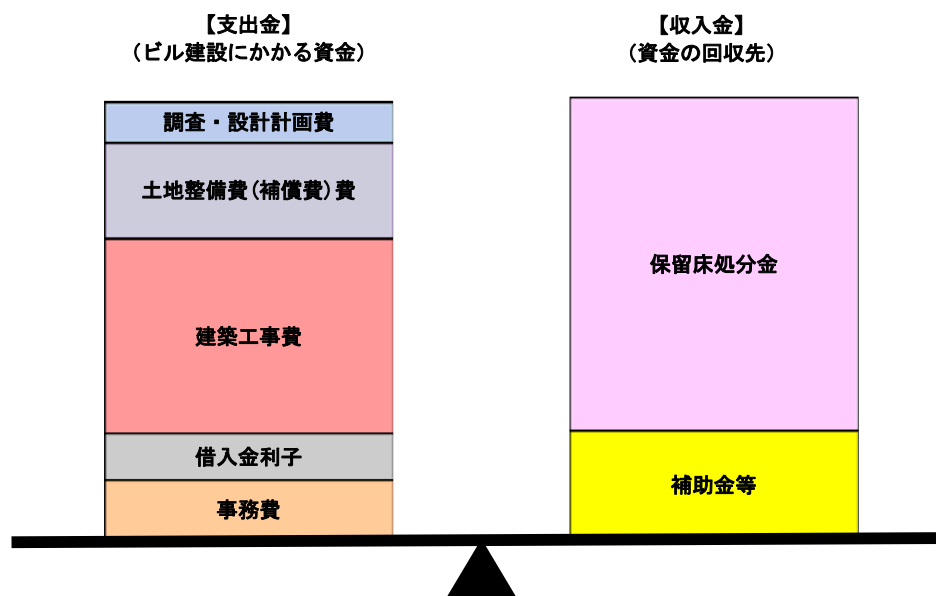 【支出金】
(ビル建設にかかる資金)
調査・設計計画費
土地整備費(補償費)費
建築工事費
借入金利子
事務費
【収入金】
(資金の回収先)
保留床処分金
補助金等